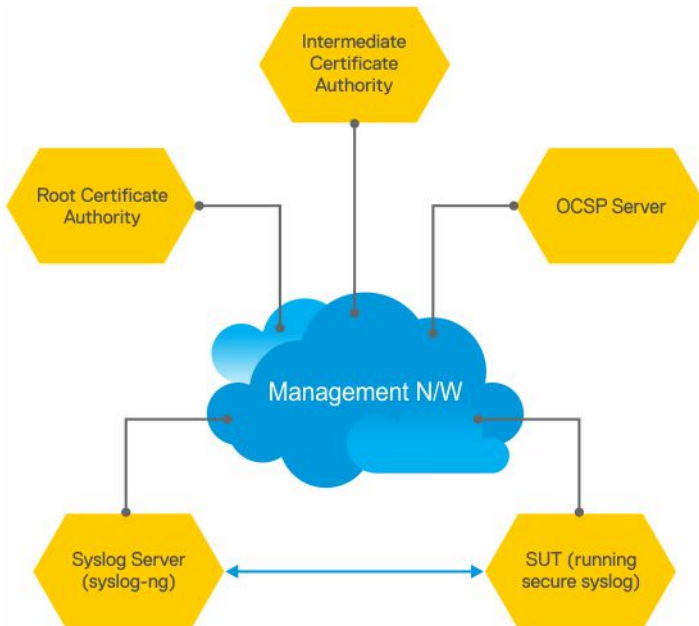 Intermediate
Certificate
Authority
Root Certificate
Authority
OCSP Server
Management N/W
Syslog Server
(syslog-ng)
SUT (running
secure syslog)